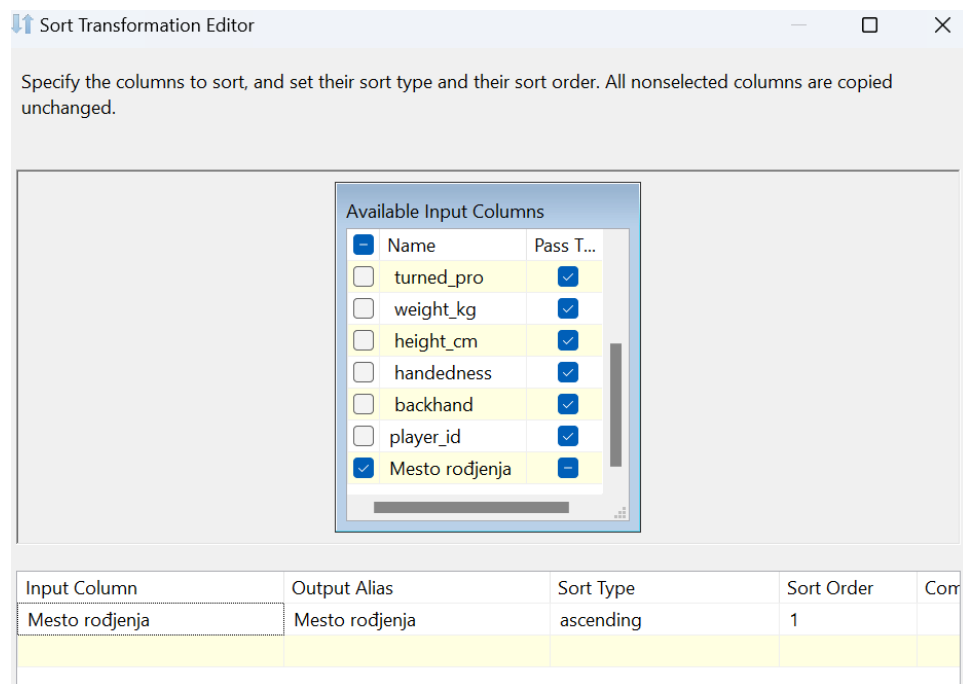 Sort Transformation Editor
Specify the columns to sort, and set their sort type and their sort order. All nonselected columns are copied
unchanged.
Available Input Columns
Name Pass T...
turned_pro
weight_kg
height_cm
handedness
backhand
player_id
Mesto rođjenja
Input Column Output Alias Sort Type Sort Order Com
Mesto rođjenja Mesto rođjenja ascending 1